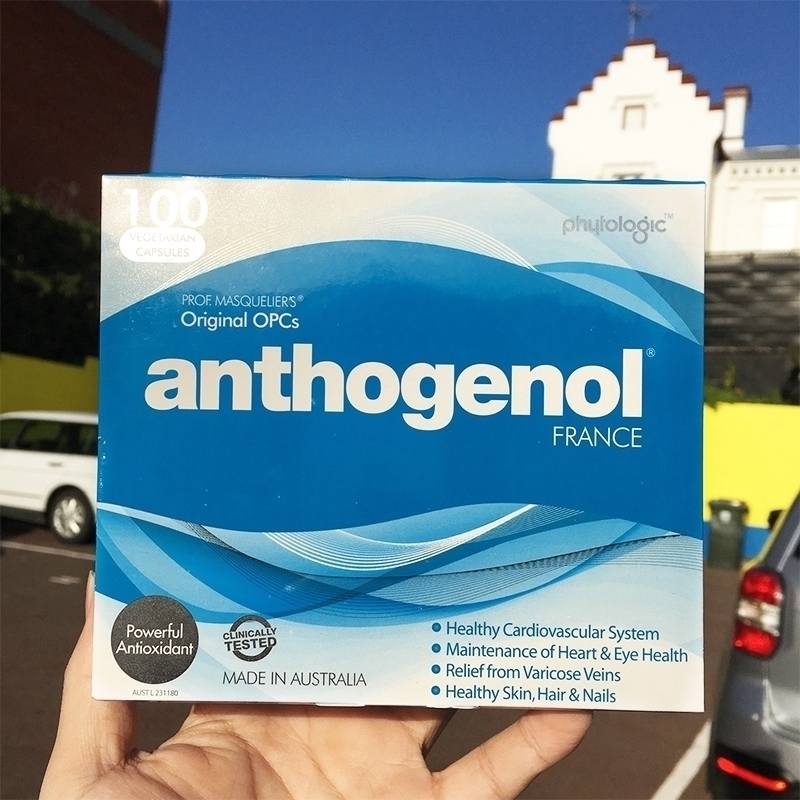 100
VEGETARIAN
CAPSULES
phytologic™
PROF. MASQUELIER'S®
Original OPCs
anthogenol®
FRANCE
Powerful
Antioxidant
CLINICALLY
TESTED
MADE IN AUSTRALIA
AUST L 231180
Healthy Cardiovascular System
Maintenance of Heart & Eye Health
Relief from Varicose Veins
Healthy Skin, Hair & Nails